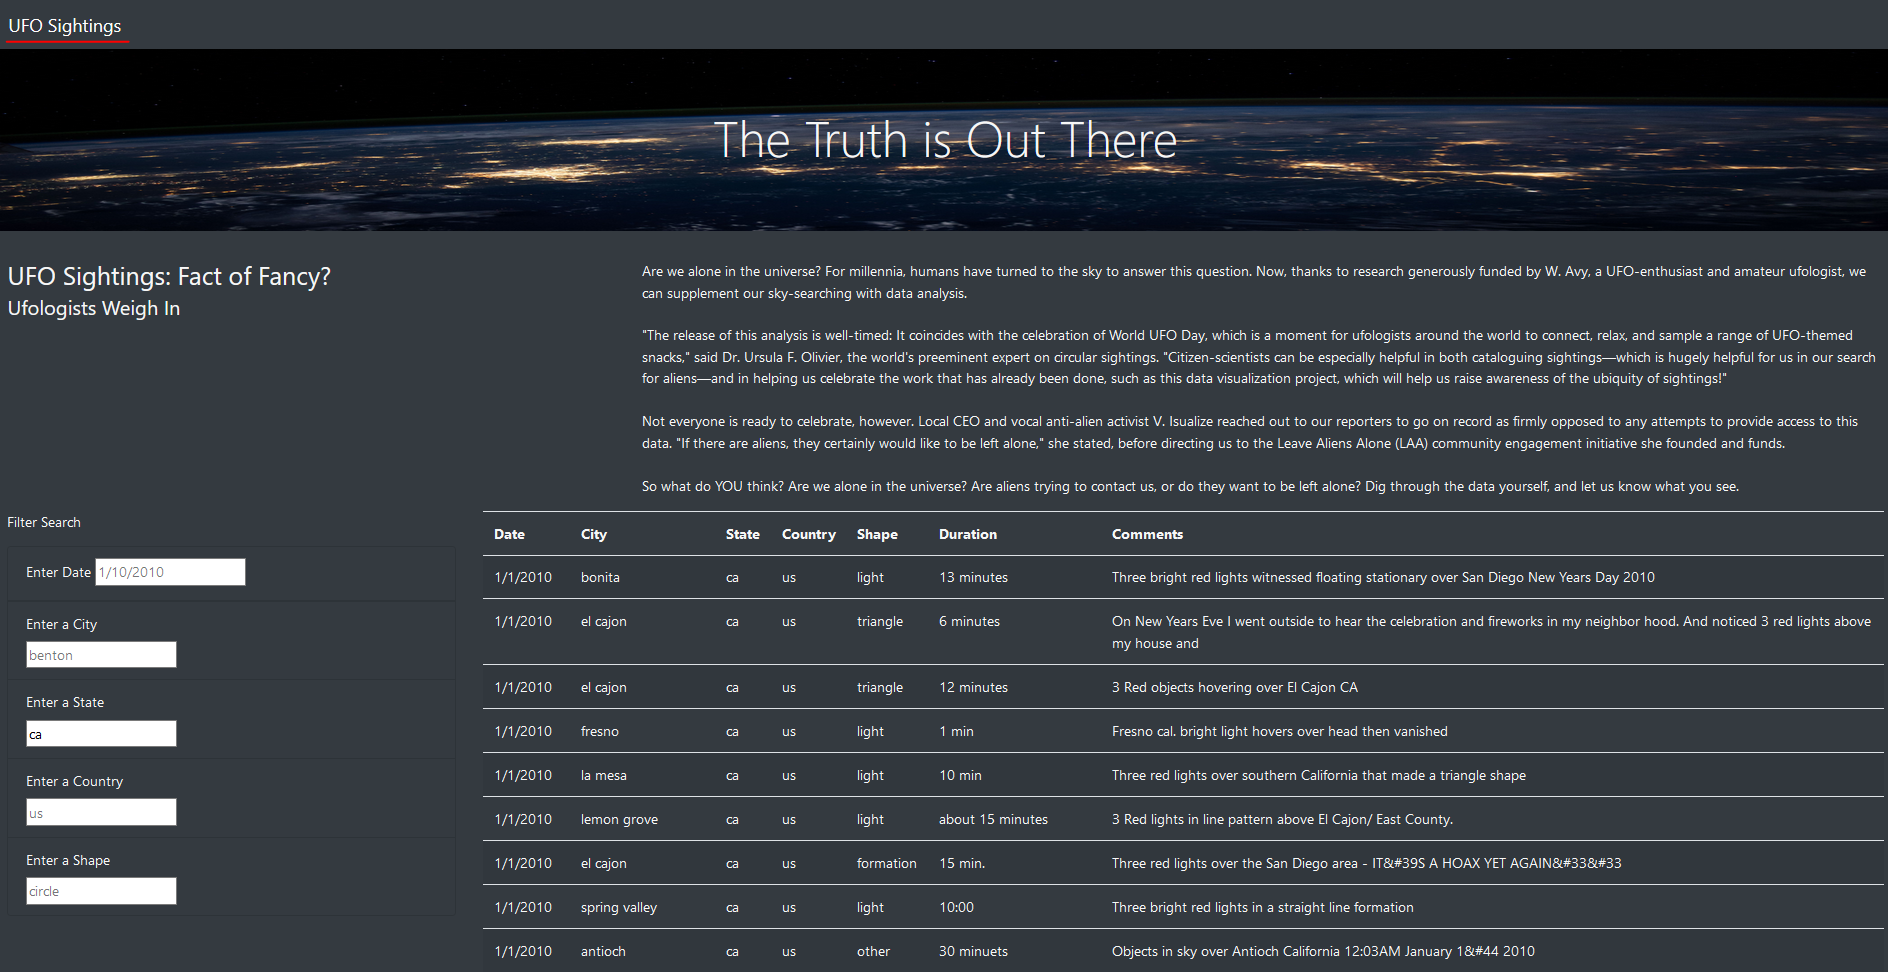 UFO Sightings
The Truth is Out There
UFO Sightings: Fact of Fancy?
Ufologists Weigh In
Are we alone in the universe? For millennia, humans have turned to the sky to answer this question. Now, thanks to research generously funded by W. Avy, a UFO-enthusiast and amateur ufologist, we
can supplement our sky-searching with data analysis.
"The release of this analysis is well-timed: It coincides with the celebration of World UFO Day, which is a moment for ufologists around the world to connect, relax, and sample a range of UFO-themed
snacks," said Dr. Ursula F. Olivier, the world's preeminent expert on circular sightings. "Citizen-scientists can be especially helpful in both cataloguing sightings—which is hugely helpful for us in our search
for aliens—and in helping us celebrate the work that has already been done, such as this data visualization project, which will help us raise awareness of the ubiquity of sightings!"
Not everyone is ready to celebrate, however. Local CEO and vocal anti-alien activist V. Isualize reached out to our reporters to go on record as firmly opposed to any attempts to provide access to this
data. "If there are aliens, they certainly would like to be left alone," she stated, before directing us to the Leave Aliens Alone (LAA) community engagement initiative she founded and funds.
So what do YOU think? Are we alone in the universe? Are aliens trying to contact us, or do they want to be left alone? Dig through the data yourself, and let us know what you see.
Filter Search
Enter Date 1/10/2010
Enter a City
benton
Enter a State
ca
Enter a Country
us
Enter a Shape
circle
Date City State Country Shape Duration Comments
1/1/2010 bonita ca us light 13 minutes Three bright red lights witnessed floating stationary over San Diego New Years Day 2010
1/1/2010 el cajon ca us triangle 6 minutes On New Years Eve I went outside to hear the celebration and fireworks in my neighbor hood. And noticed 3 red lights above
my house and
1/1/2010 el cajon ca us triangle 12 minutes 3 Red objects hovering over El Cajon CA
1/1/2010 fresno ca us light 1 min Fresno cal. bright light hovers over head then vanished
1/1/2010 la mesa ca us light 10 min Three red lights over southern California that made a triangle shape
1/1/2010 lemon grove ca us light about 15 minutes 3 Red lights in line pattern above El Cajon/ East County.
1/1/2010 el cajon ca us formation 15 min. Three red lights over the San Diego area - IT&#39S A HOAX YET AGAIN&#33&#33
1/1/2010 spring valley ca us light 10:00 Three bright red lights in a straight line formation
1/1/2010 antioch ca us other 30 minuets Objects in sky over Antioch California 12:03AM January 1&#44 2010